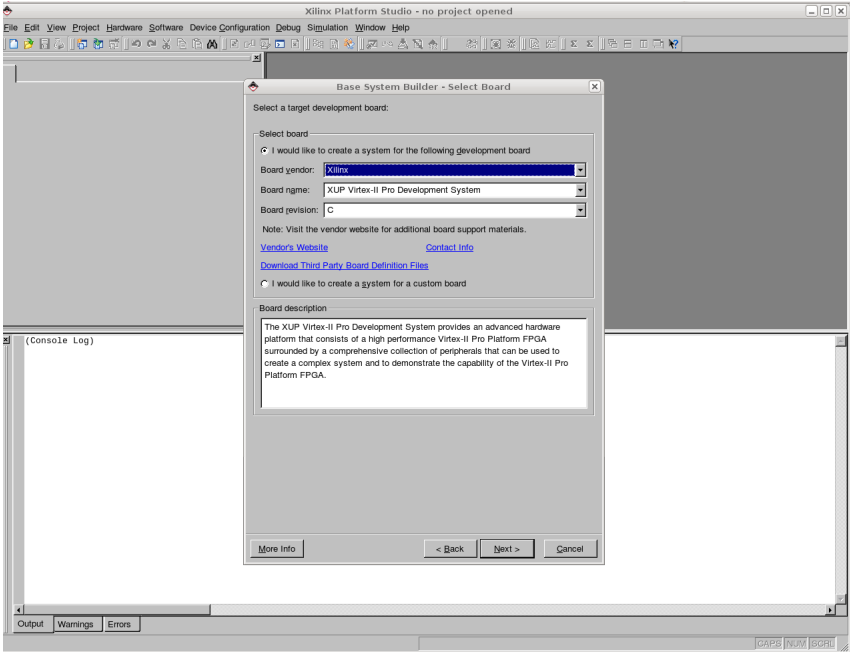 Xilinx Platform Studio - no project opened
File Edit View Project Hardware Software Device Configuration Debug Simulation Window Help
Base System Builder - Select Board
Select a target development board:
Select board
I would like to create a system for the following development board
Board vendor: Xilinx
Board name: XUP Virtex-II Pro Development System
Board revision: C
Note: Visit the vendor website for additional board support materials.
Vendor's Website Contact Info
Download Third Party Board Definition Files
I would like to create a system for a custom board
Board description
The XUP Virtex-II Pro Development System provides an advanced hardware
platform that consists of a high performance Virtex-II Pro Platform FPGA
surrounded by a comprehensive collection of peripherals that can be used to
create a complex system and to demonstrate the capability of the Virtex-II Pro
Platform FPGA.
(Console Log)
More Info < Back Next > Cancel
Output Warnings Errors
CAPS NUM SCRL